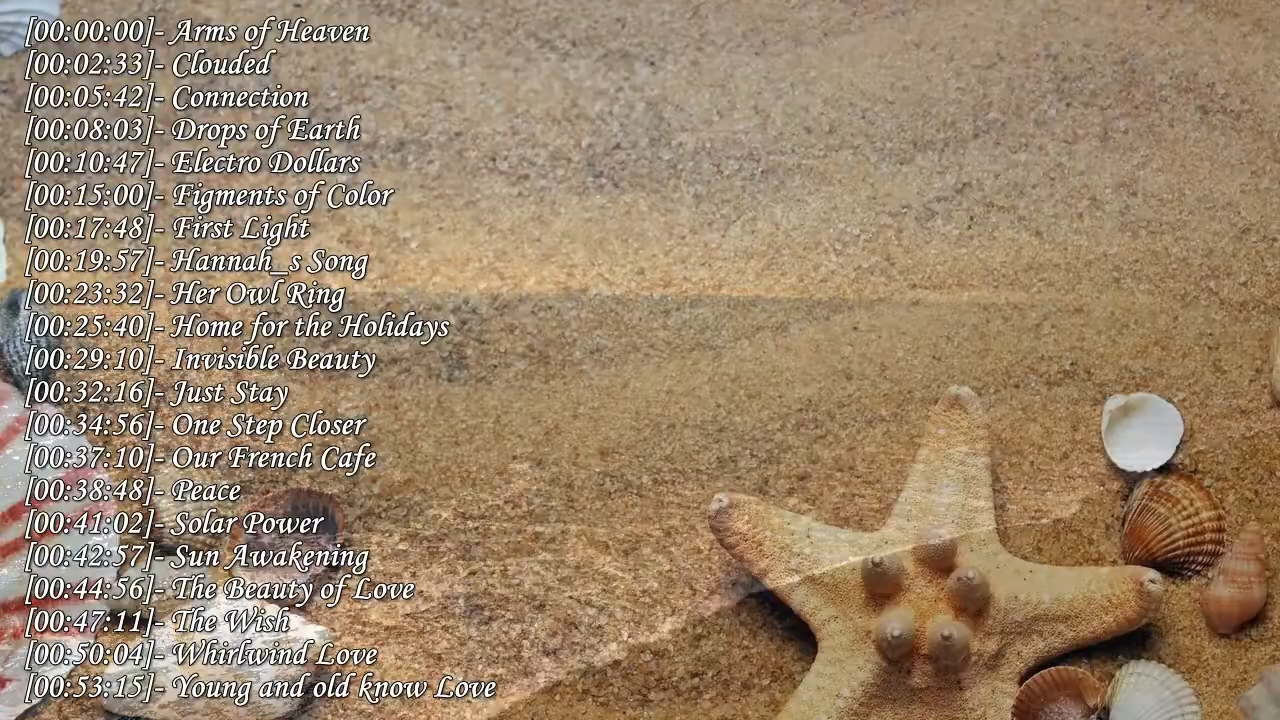 [00:00:00]- Arms of Heaven
[00:02:33]- Clouded
[00:05:42]- Connection
[00:08:03]- Drops of Earth
[00:10:47]- Electro Dollars
[00:15:00]- Figments of Color
[00:17:48]- First Light
[00:19:57]- Hannah_s Song
[00:23:32]- Her Owl Ring
[00:25:40]- Home for the Holidays
[00:29:10]- Invisible Beauty
[00:32:16]- Just Stay
[00:34:56]- One Step Closer
[00:37:10]- Our French Cafe
[00:38:48]- Peace
[00:41:02]- Solar Power
[00:42:57]- Sun Awakening
[00:44:56]- The Beauty of Love
[00:47:11]- The Wish
[00:50:04]- Whirlwind Love
[00:53:15]- Young and old know Love